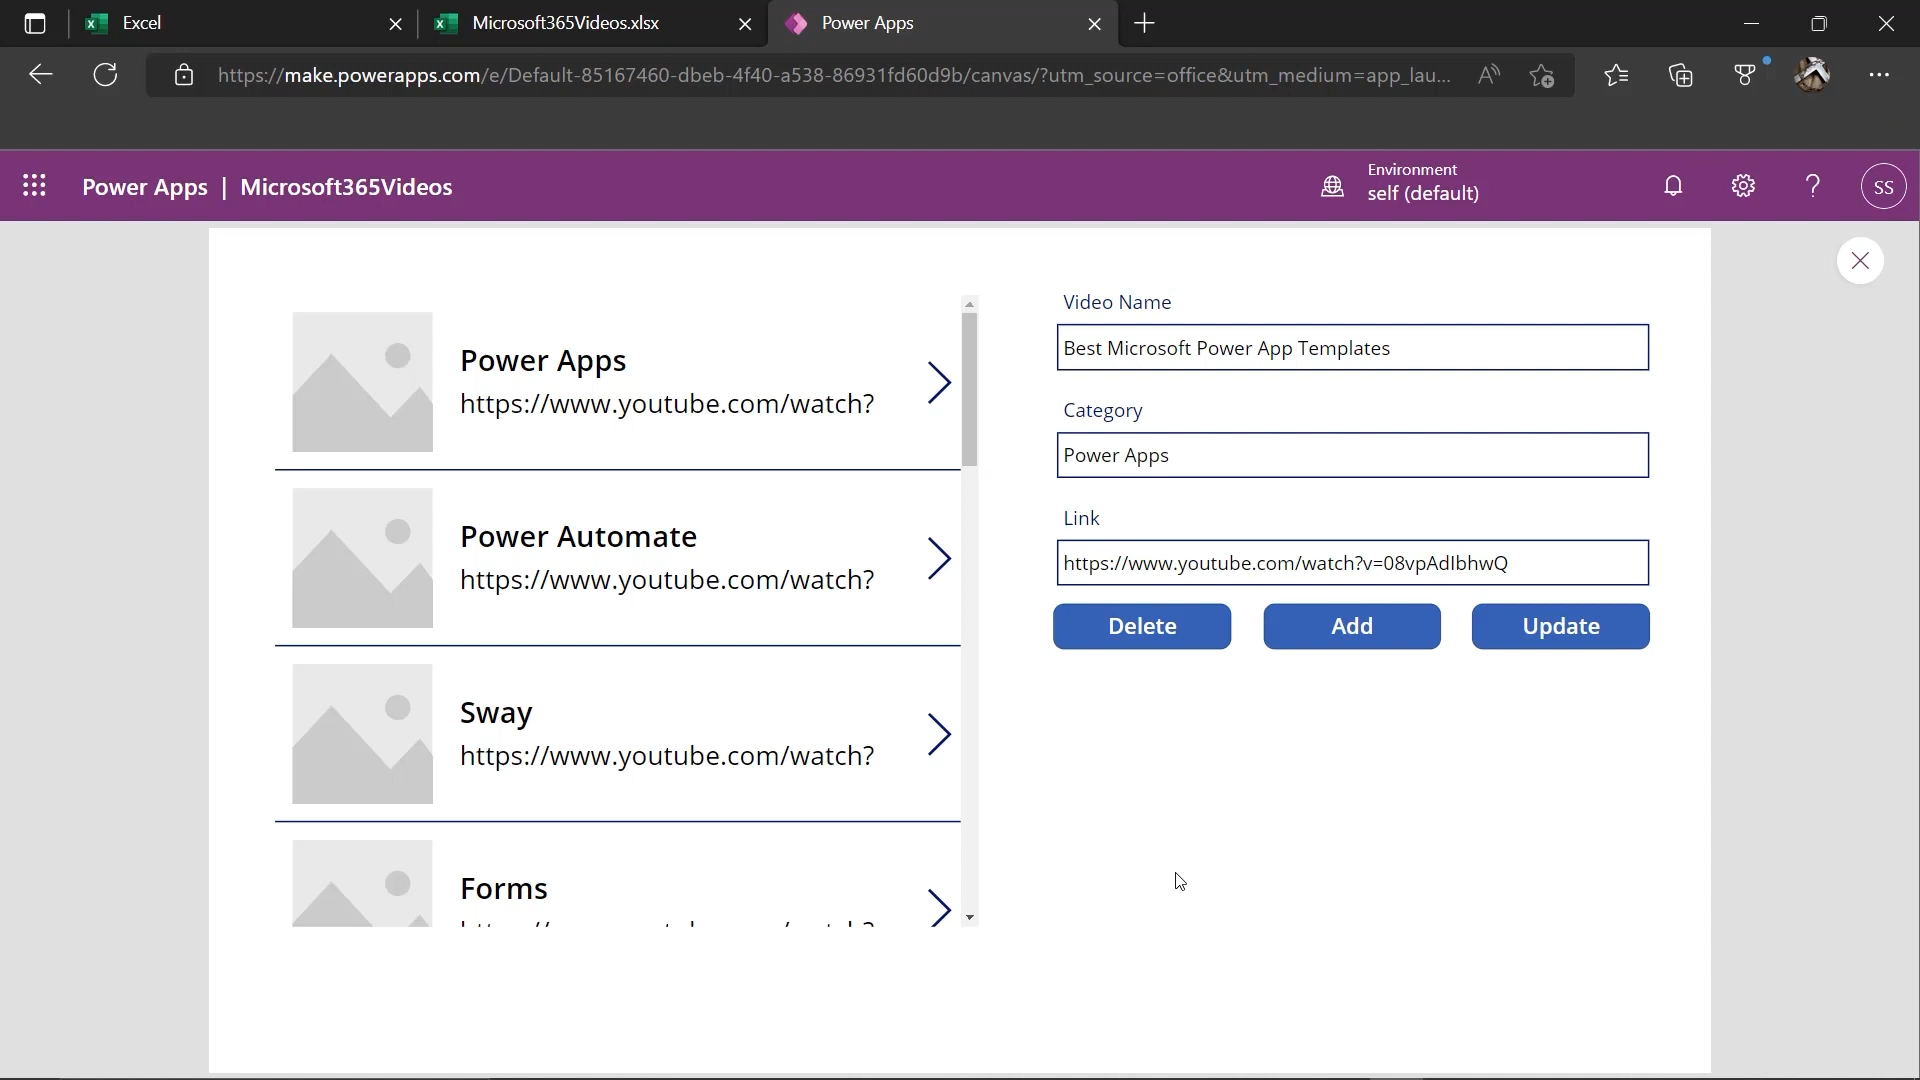 Excel
Microsoft365Videos.xlsx
Power Apps
https://make.powerapps.com/e/Default-85167460-dbeb-4f40-a538-86931fd60d9b/canvas/?utm_source=office&utm_medium=app_lau...
Power Apps | Microsoft365Videos
Environment
self (default)
SS
Power Apps
https://www.youtube.com/watch?
Power Automate
https://www.youtube.com/watch?
Sway
https://www.youtube.com/watch?
Forms
Video Name
Best Microsoft Power App Templates
Category
Power Apps
Link
https://www.youtube.com/watch?v=08vpAdlbhwQ
Delete
Add
Update